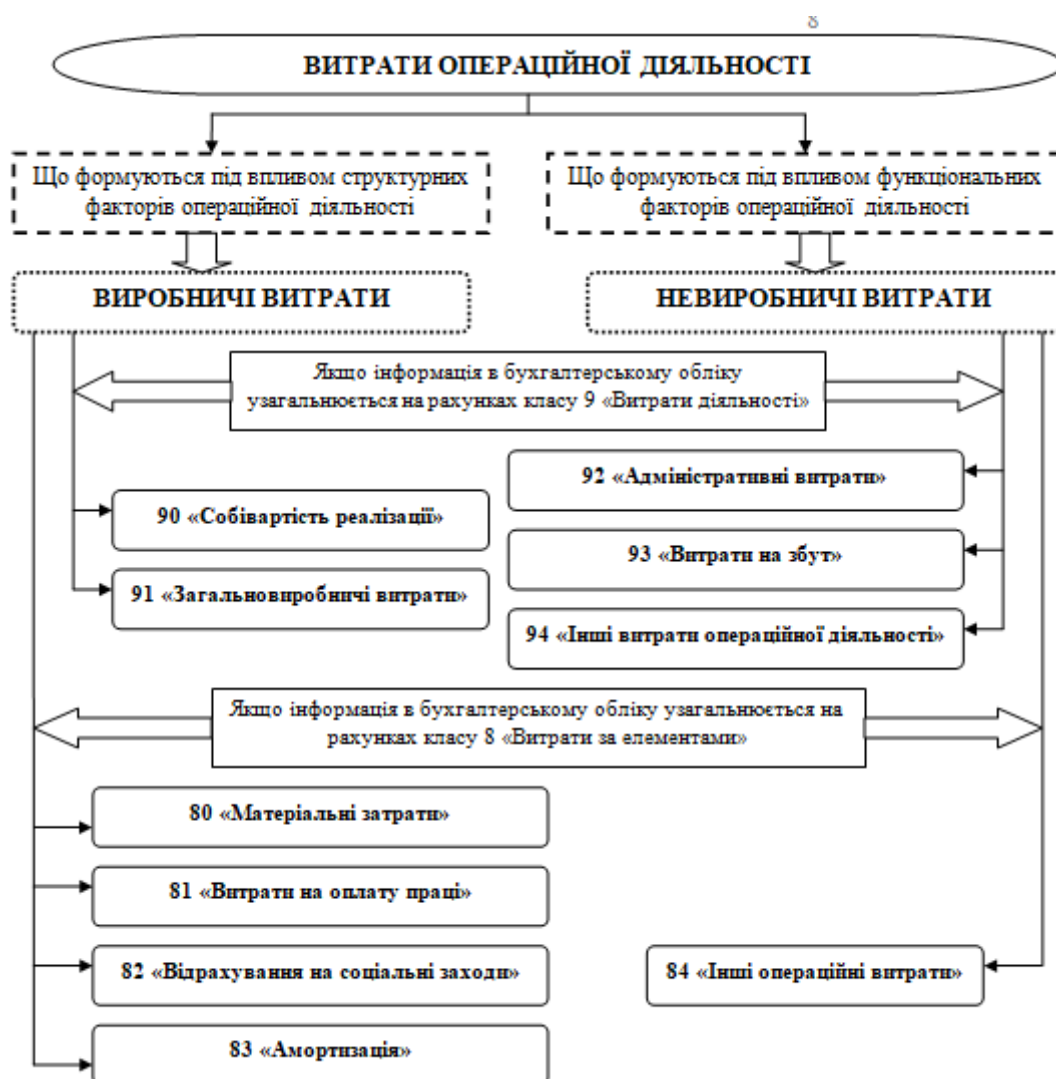 8
ВИТРАТИ ОПЕРАЦІЙНОЇ ДІЯЛЬНОСТІ
Що формуються під впливом структурних
факторів операційної діяльності
Що формуються під впливом функціональних
факторів операційної діяльності
ВИРОБНИЧІ ВИТРАТИ
НЕВИРОБНИЧІ ВИТРАТИ
Якщо інформація в бухгалтерському обліку
узагальнюється на рахунках класу 9 «Витрати діяльності»
92 «Адміністративні витрати»
90 «Собівартість реалізації»
93 «Витрати на збут»
91 «Загальновиробничі витрати»
94 «Інші витрати операційної діяльності»
Якщо інформація в бухгалтерському обліку узагальнюється на
рахунках класу 8 «Витрати за елементами»
80 «Матеріальні затрати»
81 «Витрати на оплату праці»
82 «Відрахування на соціальні заходи»
84 «Інші операційні витрати»
83 «Амортизація»